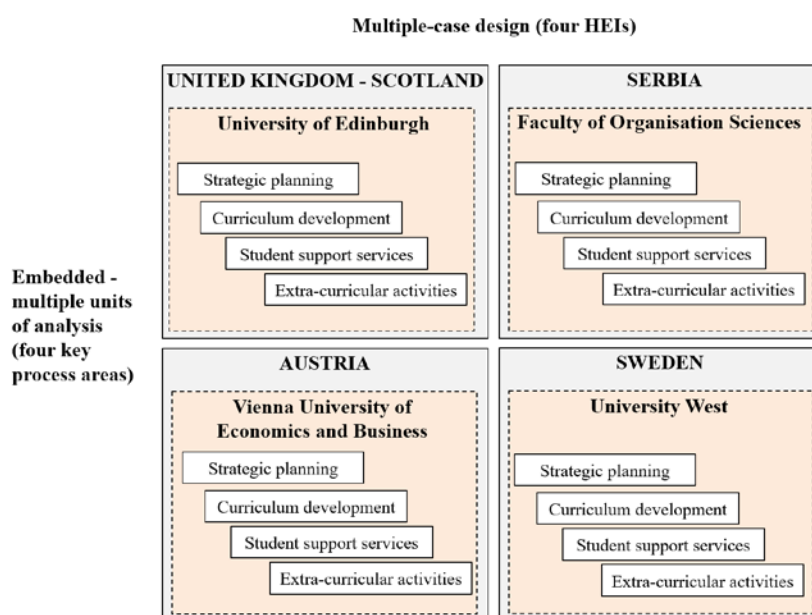 Multiple-case design (four HEIs)
UNITED KINGDOM - SCOTLAND
University of Edinburgh
Strategic planning
Curriculum development
Student support services
Extra-curricular activities
SERBIA
Faculty of Organisation Sciences
Strategic planning
Curriculum development
Student support services
Extra-curricular activities
Embedded -
multiple units
of analysis
(four key
process areas)
AUSTRIA
Vienna University of
Economics and Business
Strategic planning
Curriculum development
Student support services
Extra-curricular activities
SWEDEN
University West
Strategic planning
Curriculum development
Student support services
Extra-curricular activities